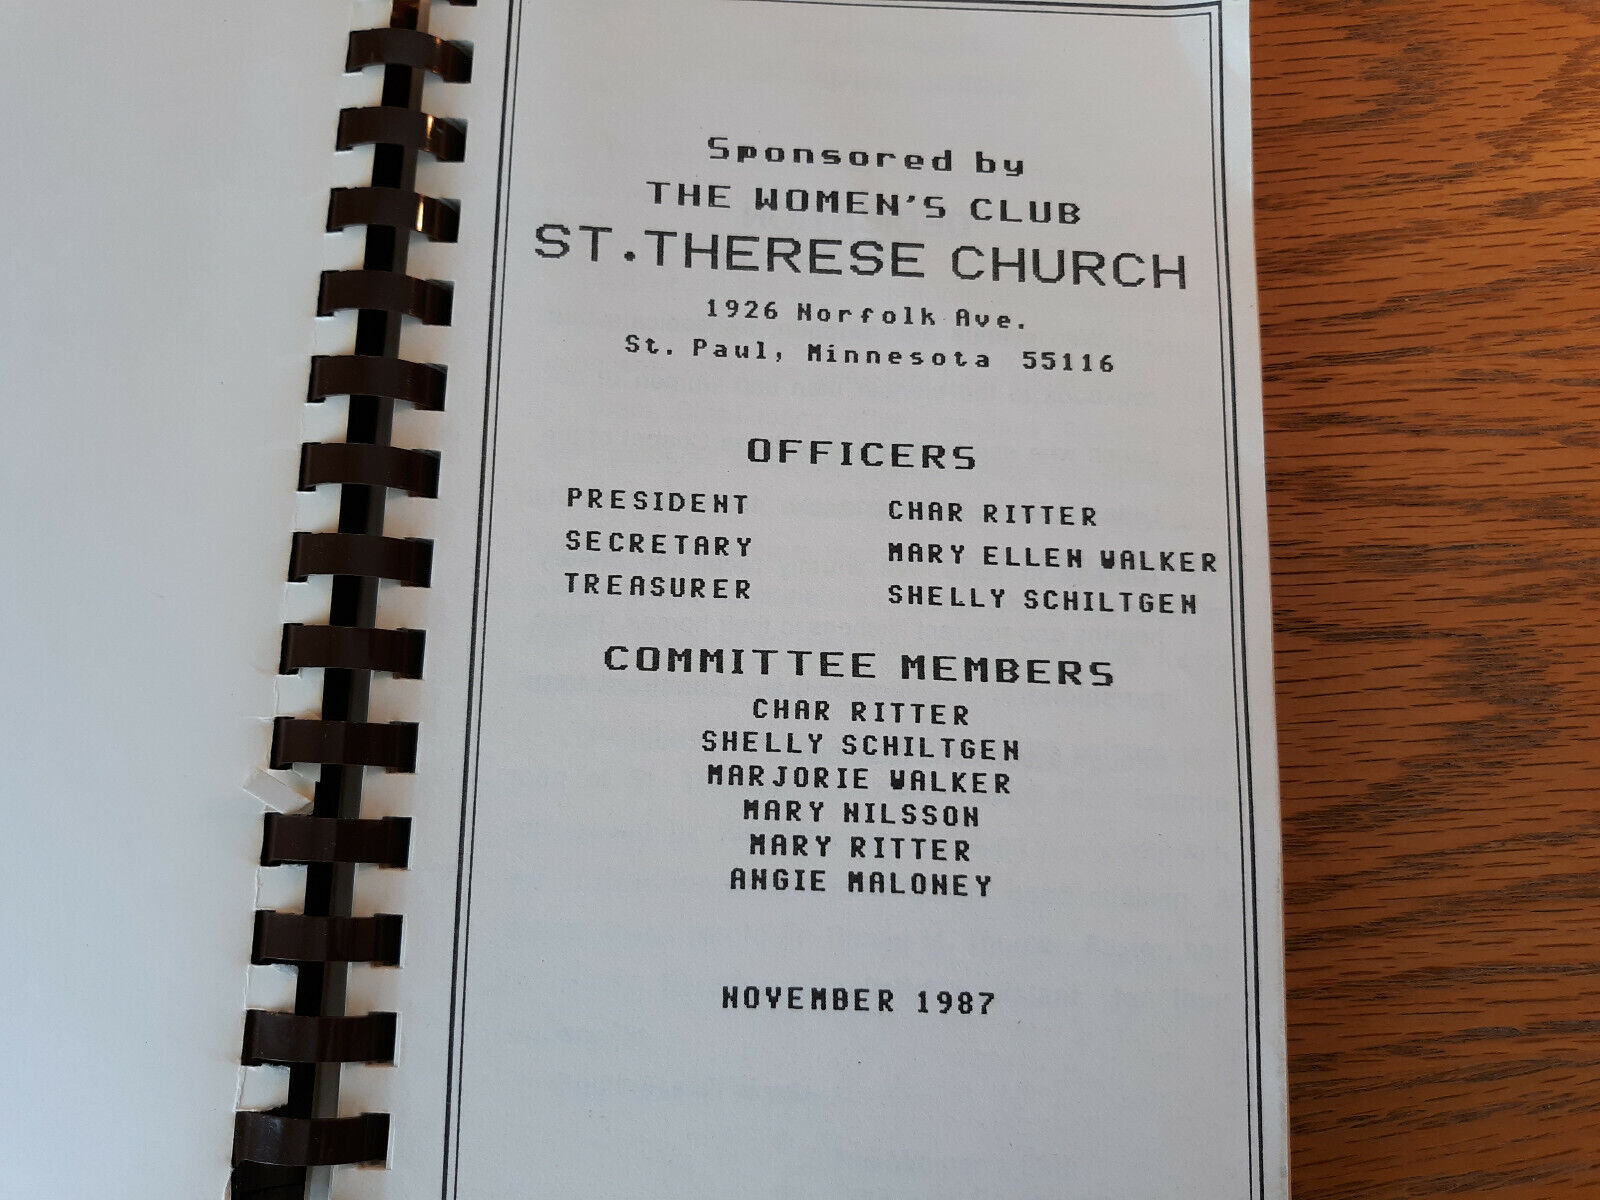 Sponsored by
THE WOMEN'S CLUB
ST.THERESE CHURCH
1926 Norfolk Ave.
St. Paul, Minnesota 55116
OFFICERS
PRESIDENT CHAR RITTER
SECRETARY MARY ELLEN WALKER
TREASURER SHELLY SCHILTGEN
COMMITTEE MEMBERS
CHAR RITTER
SHELLY SCHILTGEN
MARJORIE WALKER
MARY NILSSON
MARY RITTER
ANGIE MALONEY
NOVEMBER 1987